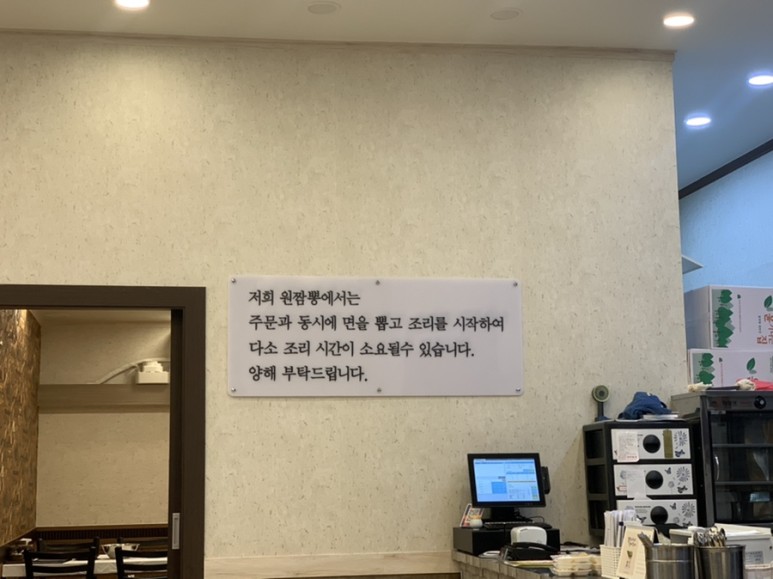 저희 원짬뽕에서는
주문과 동시에 면을 뽑고 조리를 시작하여
다소 조리 시간이 소요될수 있습니다.
양해 부탁드립니다.